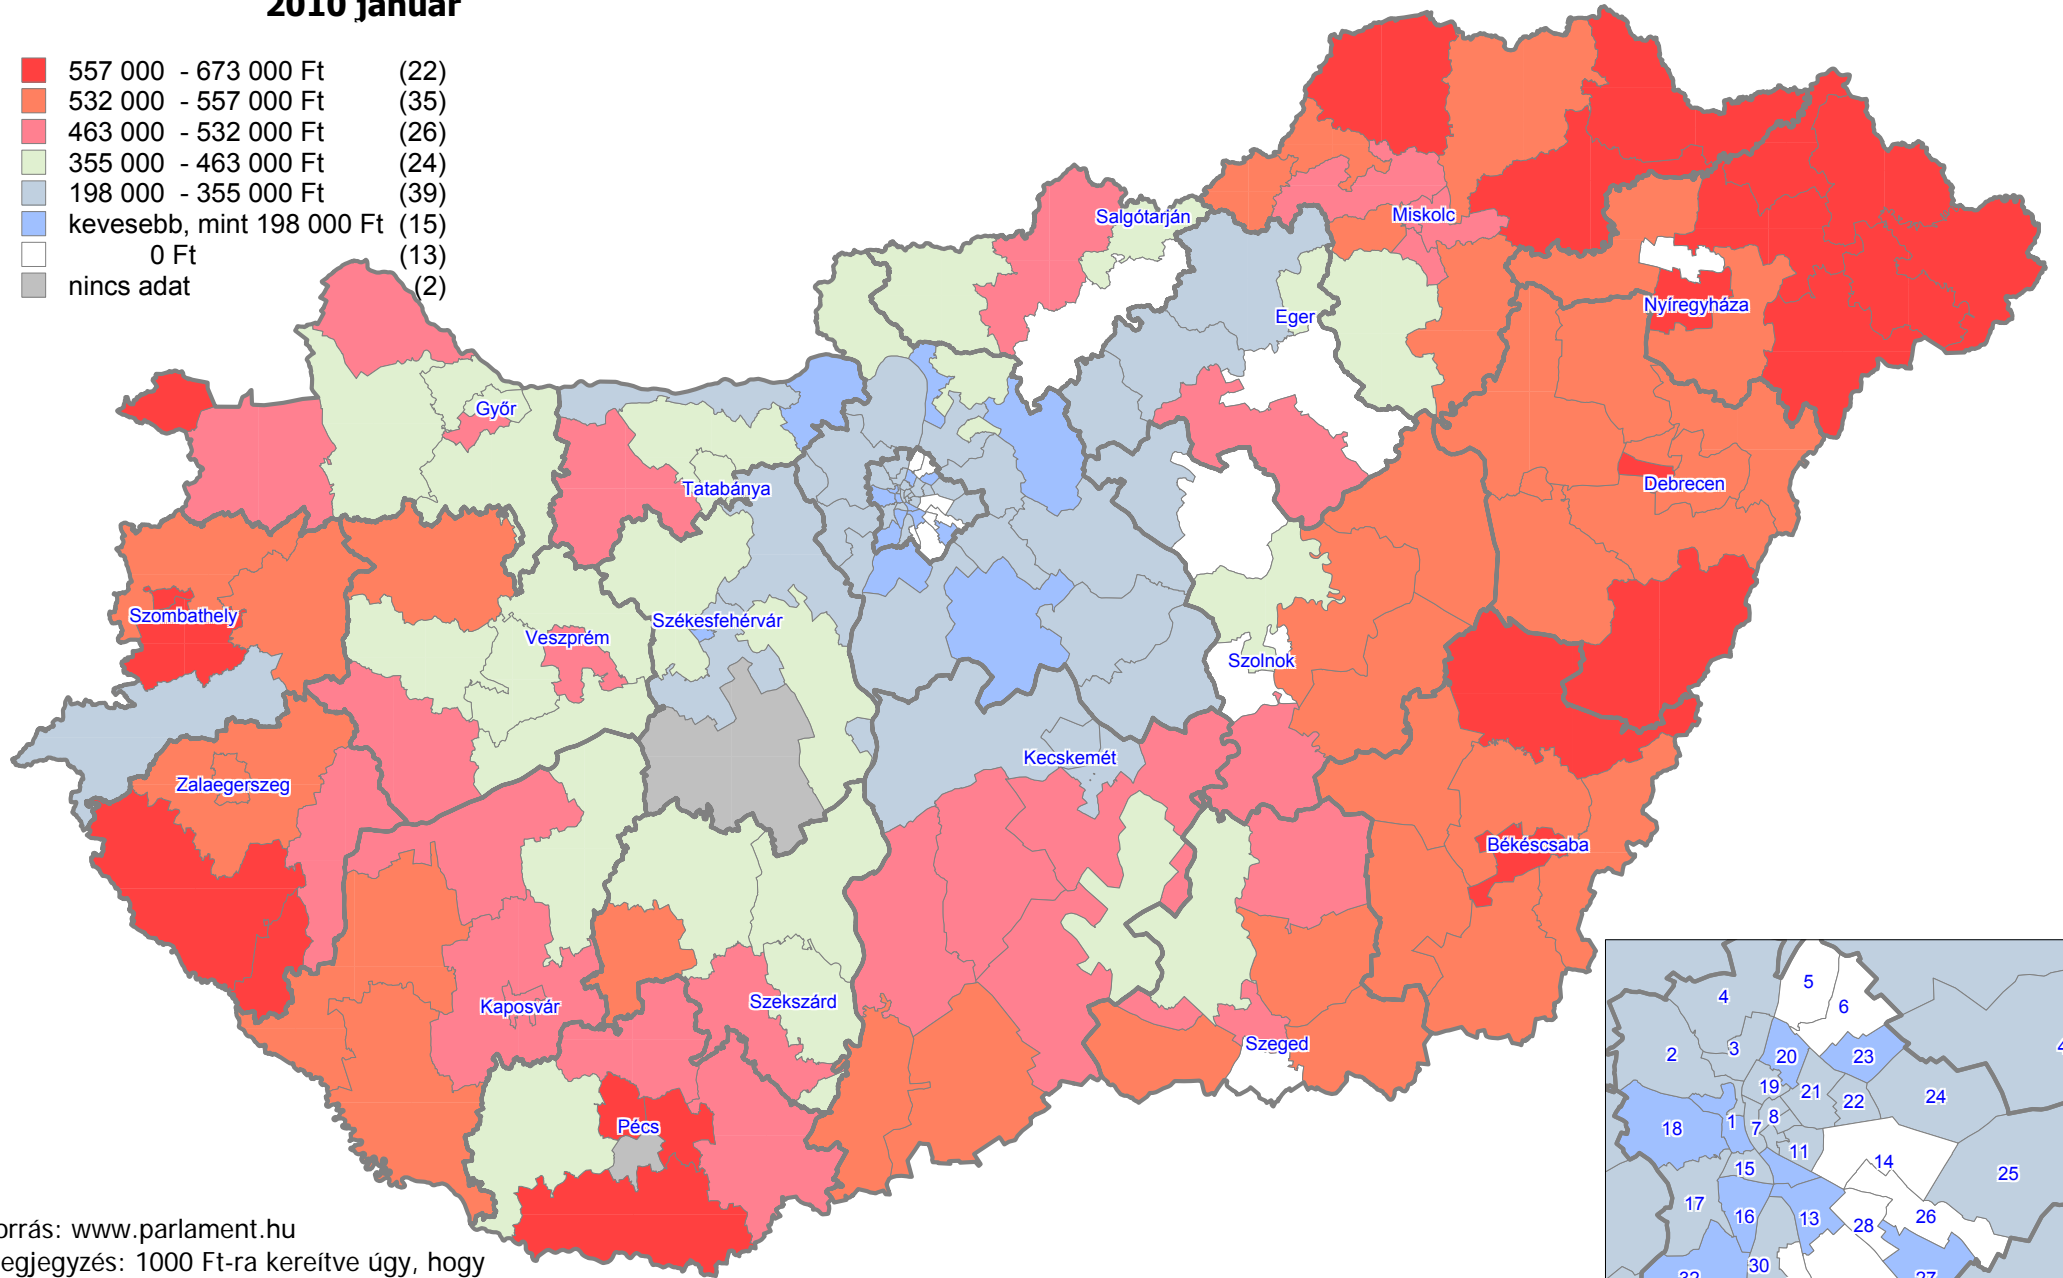 2010 január
557 000 - 673 000 Ft (22)
532 000 - 557 000 Ft (35)
463 000 - 532 000 Ft (26)
355 000 - 463 000 Ft (24)
198 000 - 355 000 Ft (39)
kevesebb, mint 198 000 Ft (15)
0 Ft (13)
nincs adat (2)
Salgótarján
Miskolc
Eger
Nyíregyháza
Győr
Tatabánya
Debrecen
Szombathely
Székesfehérvár
Veszprém
Szolnok
Kecskemét
Zalaegerszeg
Békéscsaba
Kaposvár
Szekszárd
Szeged
Pécs
5
4
6
2
3
20
23
4
19
21
22
24
18
1
7
8
11
14
15
25
17
16
13
28
26
30
32
27
orrás: www.parlament.hu
egjegyzés: 1000 Ft-ra kereítve úgy, hogy